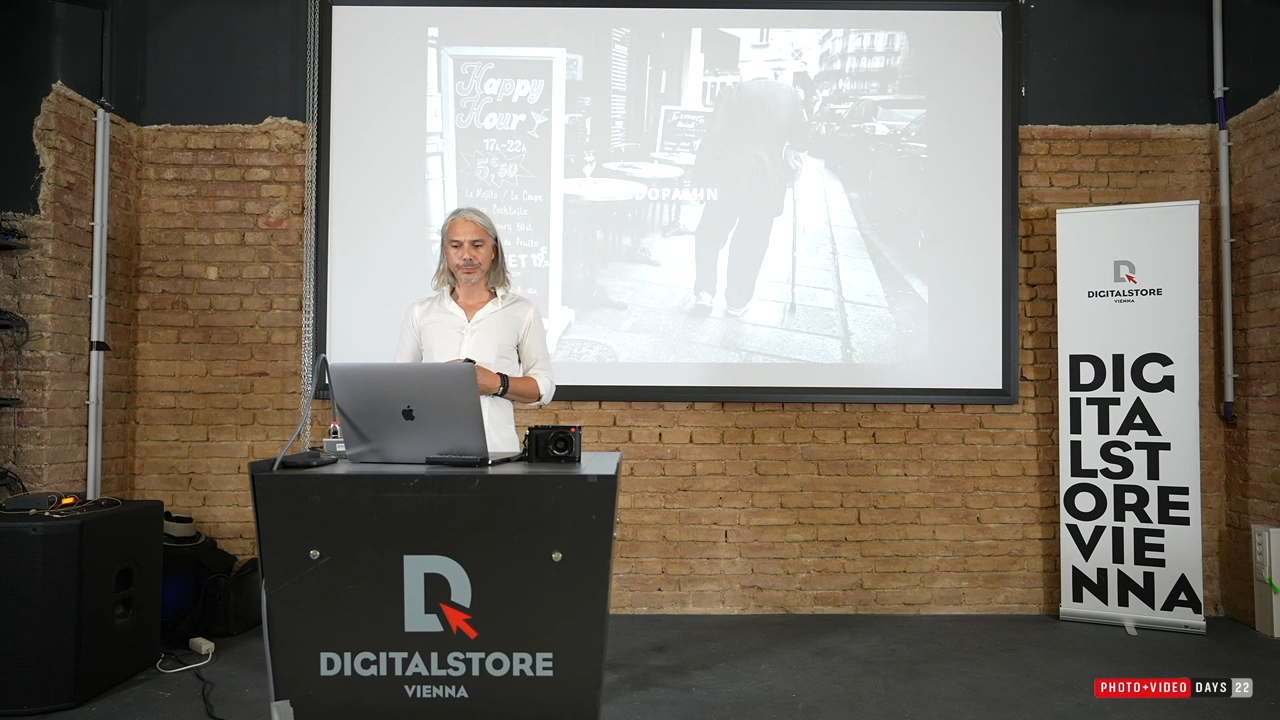 Happy
Hour
17h-22h
5,50
Le Mojito / La Coupe
Cocktails
Fruits
DOPAMIN
DIGITALSTORE
VIENNA
DIG
ITA
LST
ORE
VIE
NNA
DIGITALSTORE
VIENNA
PHOTO+VIDEO DAYS 22